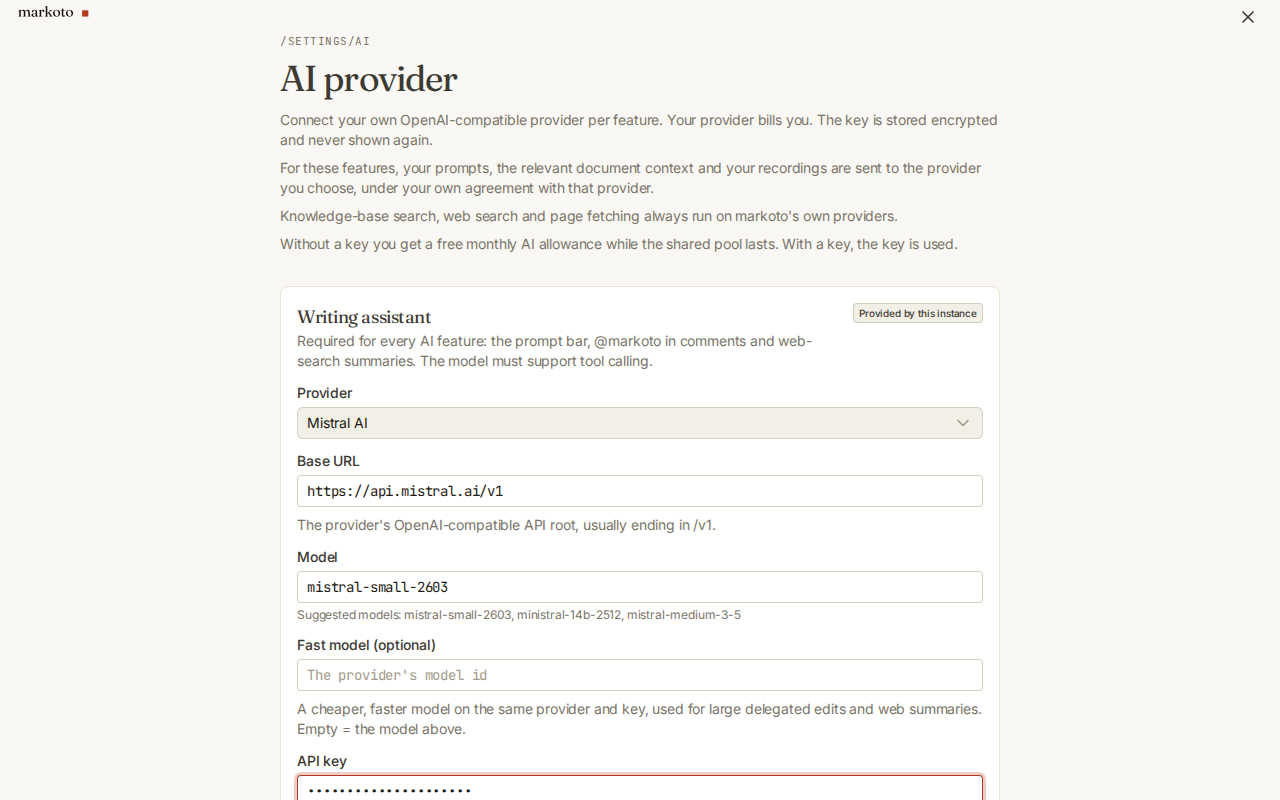 markoto
/SETTINGS/AI
AI provider
Connect your own OpenAI-compatible provider per feature. Your provider bills you. The key is stored encrypted
and never shown again.
For these features, your prompts, the relevant document context and your recordings are sent to the provider
you choose, under your own agreement with that provider.
Knowledge-base search, web search and page fetching always run on markoto's own providers.
Without a key you get a free monthly AI allowance while the shared pool lasts. With a key, the key is used.
Writing assistant
Provided by this instance
Required for every AI feature: the prompt bar, @markoto in comments and web-
search summaries. The model must support tool calling.
Provider
Mistral AI
Base URL
https://api.mistral.ai/v1
The provider's OpenAI-compatible API root, usually ending in /v1.
Model
mistral-small-2603
Suggested models: mistral-small-2603, ministral-14b-2512, mistral-medium-3-5
Fast model (optional)
The provider's model id
A cheaper, faster model on the same provider and key, used for large delegated edits and web summaries.
Empty = the model above.
API key
•••••••••••••••••••••